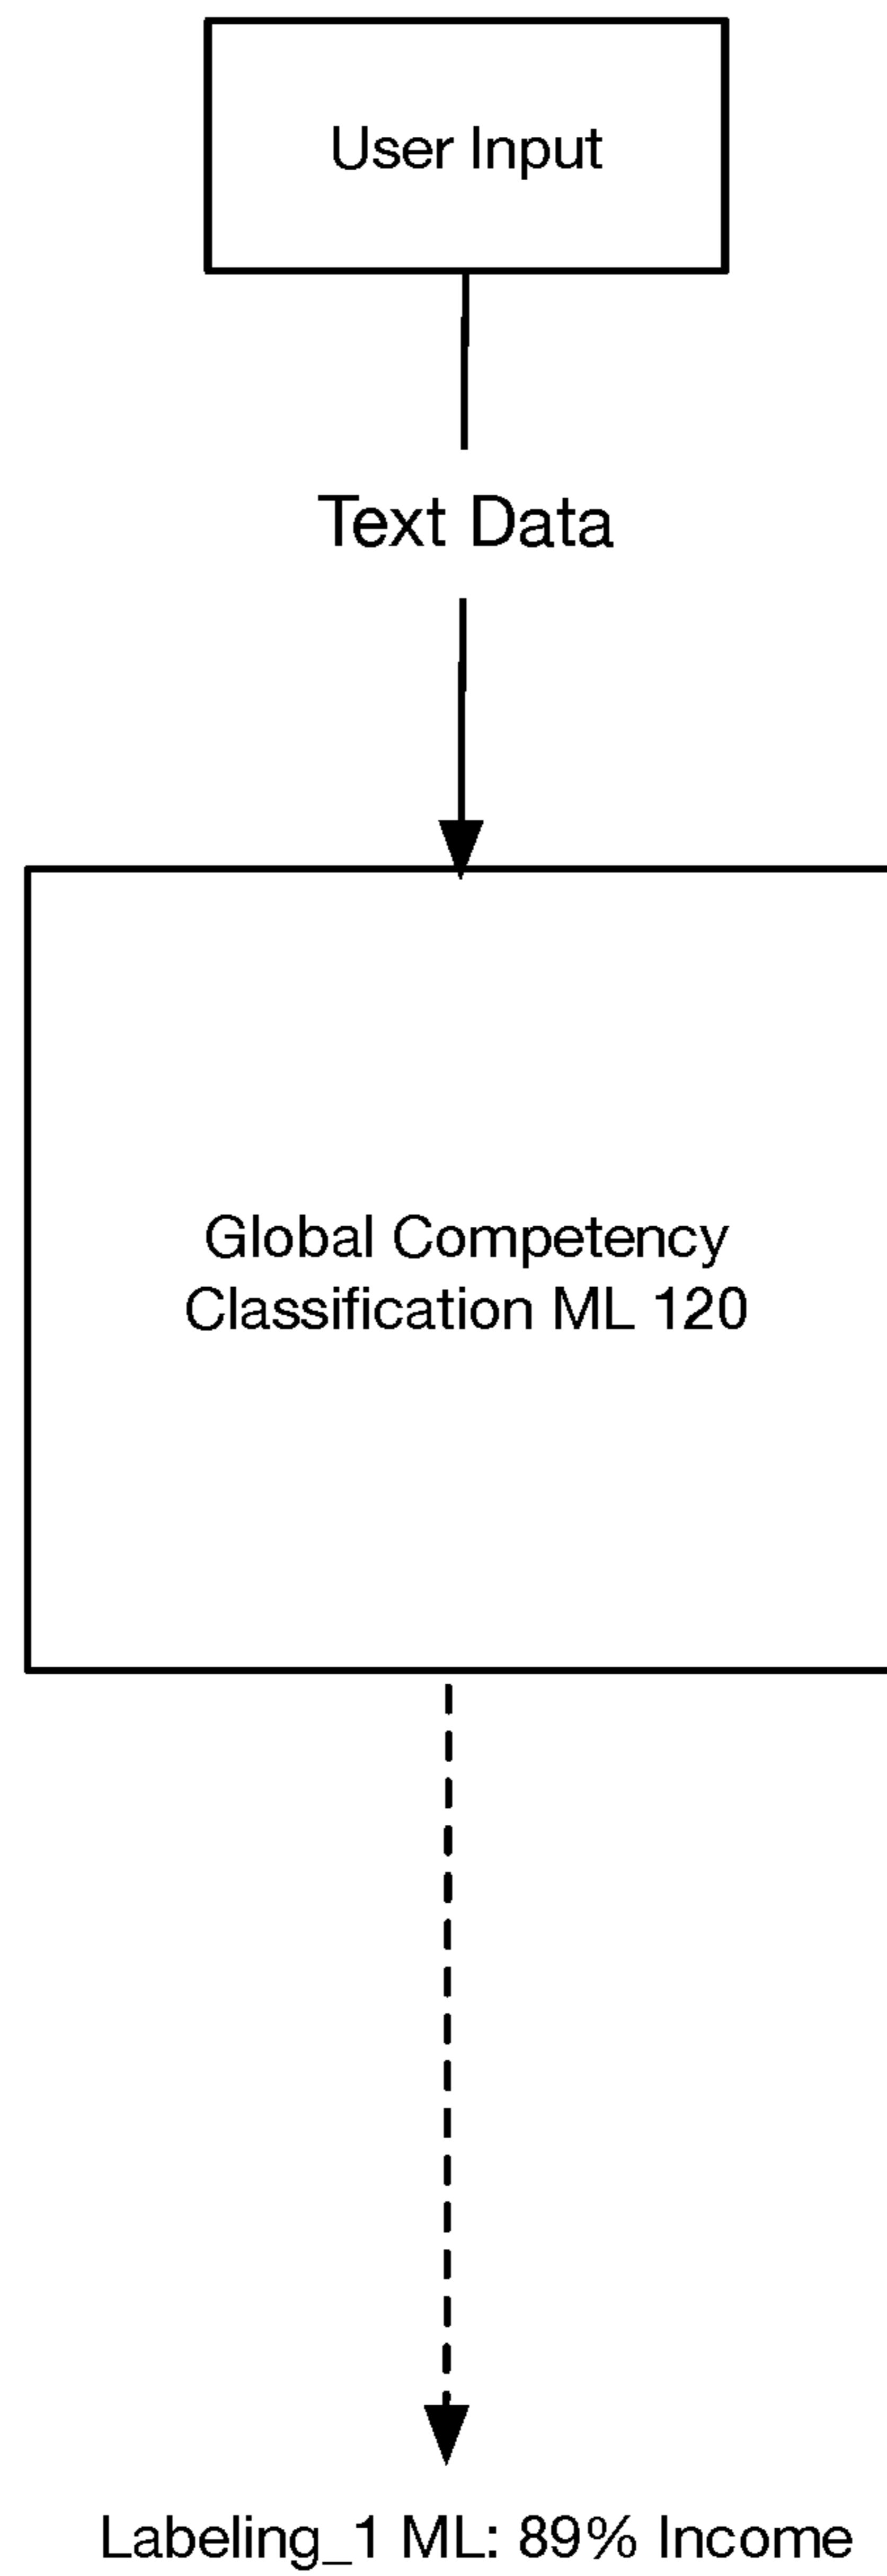 User Input
Text Data
Global Competency
Classification ML 120
Labeling_1 ML: 89% Income